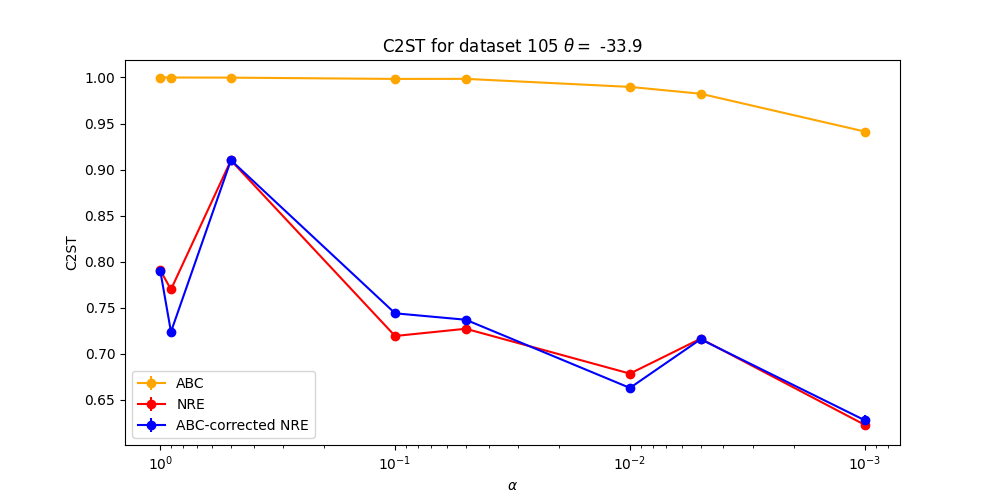 C2ST for dataset 105 θ = -33.9
C2ST
1.00
0.95
0.90
0.85
0.80
0.75
0.70
0.65
ABC
NRE
ABC-corrected NRE
10⁰
10⁻¹
10⁻²
10⁻³
α